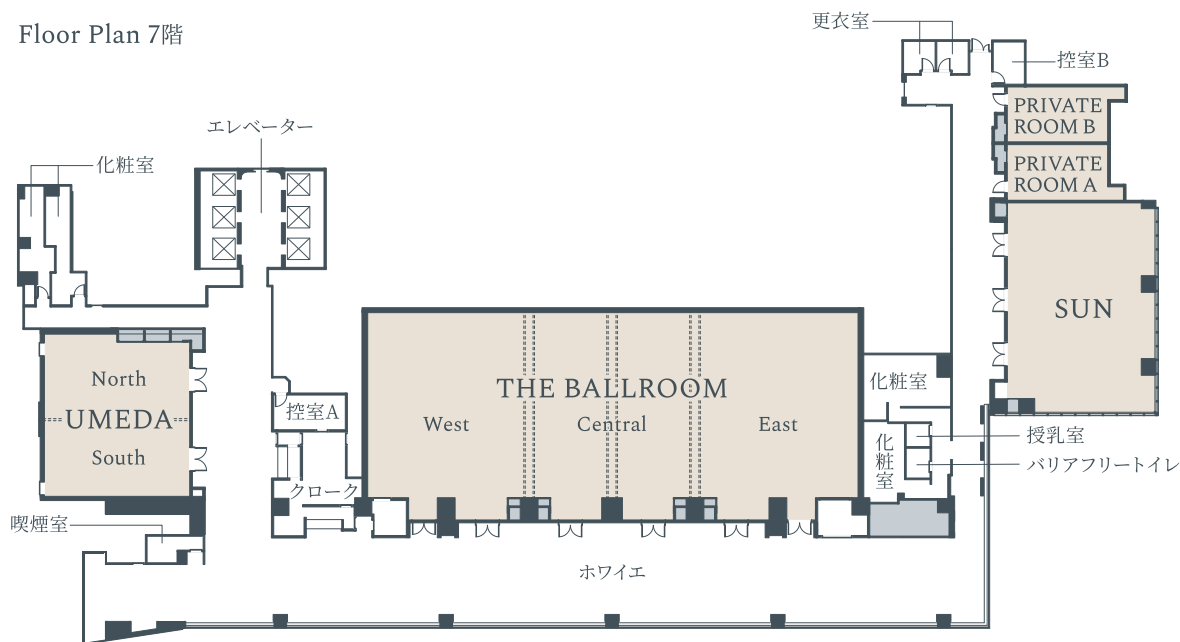 Floor Plan 7階
更衣室
控室B
PRIVATE
ROOM B
エレベーター
化粧室
PRIVATE
ROOM A
SUN
THE BALLROOM
West
Central
East
North
UMEDA
South
控室A
クローク
化粧室
化粧室
授乳室
バリアフリートイレ
喫煙室
ホワイエ